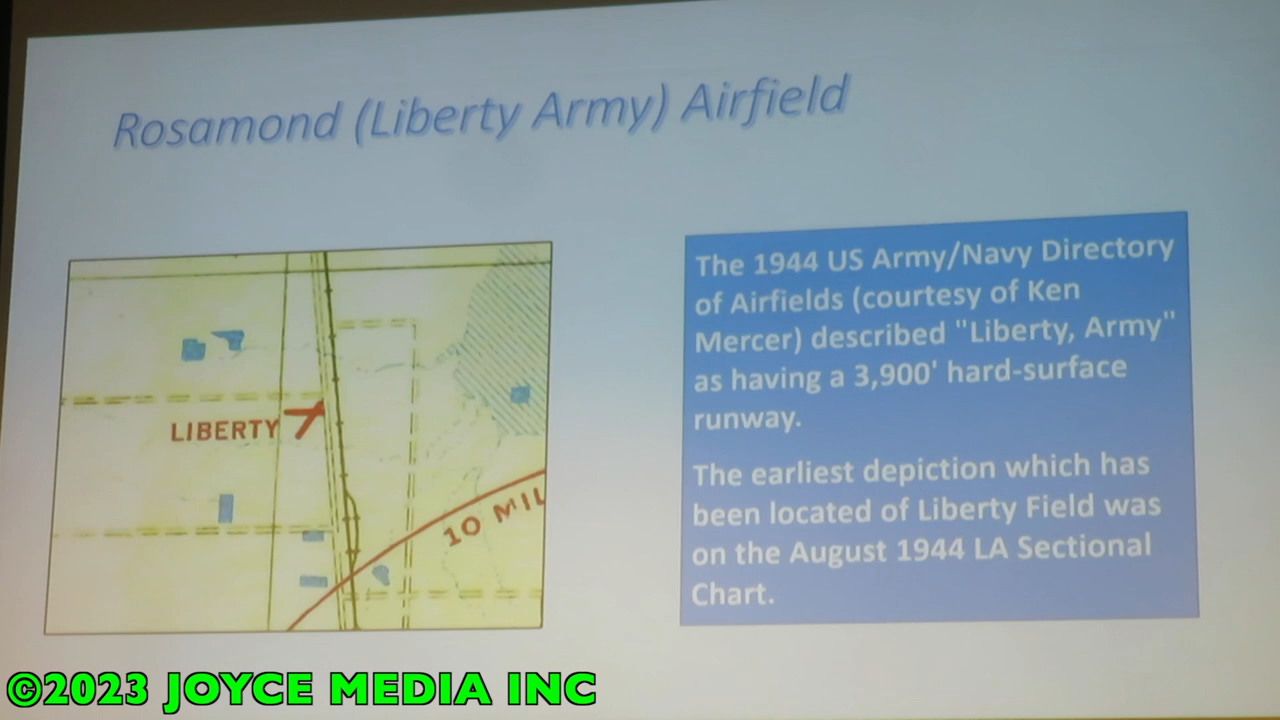 Rosamond (Liberty Army) Airfield
The 1944 US Army/Navy Directory
of Airfields (courtesy of Ken
Mercer) described "Liberty, Army"
as having a 3,900' hard-surface
runway.
The earliest depiction which has
been located of Liberty Field was
on the August 1944 LA Sectional
Chart.
LIBERTY
10 MIL
©2023 JOYCE MEDIA INC